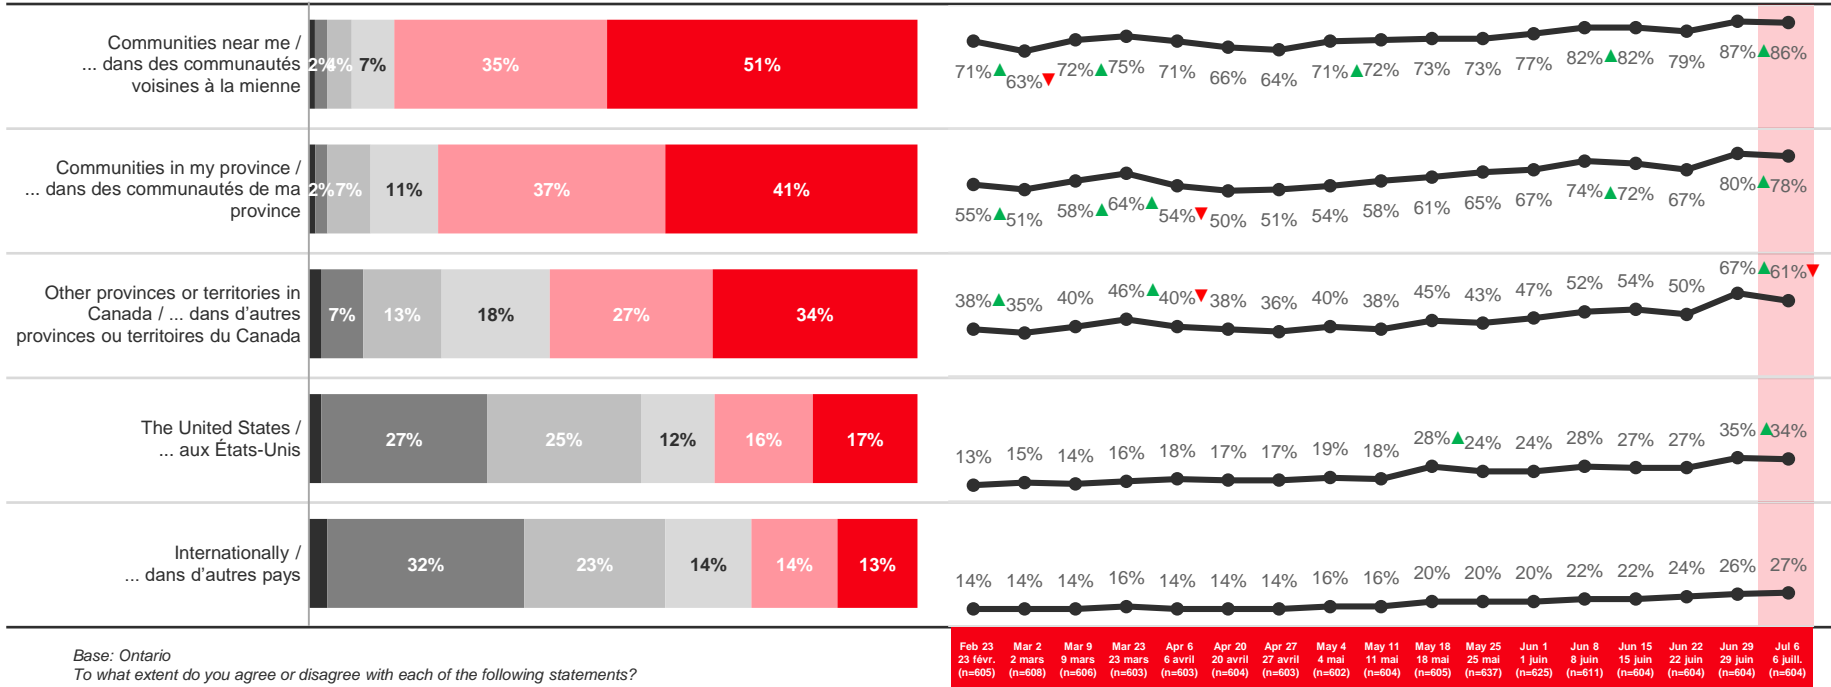 Communities near me /
... dans des communautés
voisines à la mienne
2% 4% 7% 35% 51%
71% ▲ 63% ▼ 72% ▲ 75% 71% 66% 64% 71% ▲ 72% 73% 73% 77% 82% ▲ 82% 79% 87% ▲ 86%
Communities in my province /
... dans des communautés de ma
province
2% 7% 11% 37% 41%
55% ▲ 51% 58% ▲ 64% ▲ 54% ▼ 50% 51% 54% 58% 61% 65% 67% 74% ▲ 72% 67% 80% ▲ 78%
Other provinces or territories in
Canada / ... dans d'autres
provinces ou territoires du Canada
7% 13% 18% 27% 34%
38% ▲ 35% 40% 46% ▲ 40% ▼ 38% 36% 40% 38% 45% 43% 47% 52% 54% 50% 67% ▲ 61% ▼
The United States /
... aux États-Unis
27% 25% 12% 16% 17%
13% 15% 14% 16% 18% 17% 17% 19% 18% 28% ▲ 24% 24% 28% 27% 27% 35% ▲ 34%
Internationally /
... dans d'autres pays
32% 23% 14% 14% 13%
14% 14% 14% 16% 14% 14% 14% 16% 16% 20% 20% 20% 22% 22% 24% 26% 27%
Feb 23 Mar 2 Mar 9 Mar 23 Apr 6 Apr 20 Apr 27 May 4 May 11 May 18 May 25 Jun 1 Jun 8 Jun 15 Jun 22 Jun 29 Jul 6
23 févr. 2 mars 9 mars 23 mars 6 avril 20 avril 27 avril 4 mai 11 mai 18 mai 25 mai 1 juin 8 juin 15 juin 22 juin 29 juin 6 juill.
(n=605) (n=608) (n=606) (n=603) (n=603) (n=604) (n=603) (n=602) (n=604) (n=605) (n=637) (n=625) (n=611) (n=604) (n=604) (n=604) (n=604)
Base: Ontario
To what extent do you agree or disagree with each of the following statements?